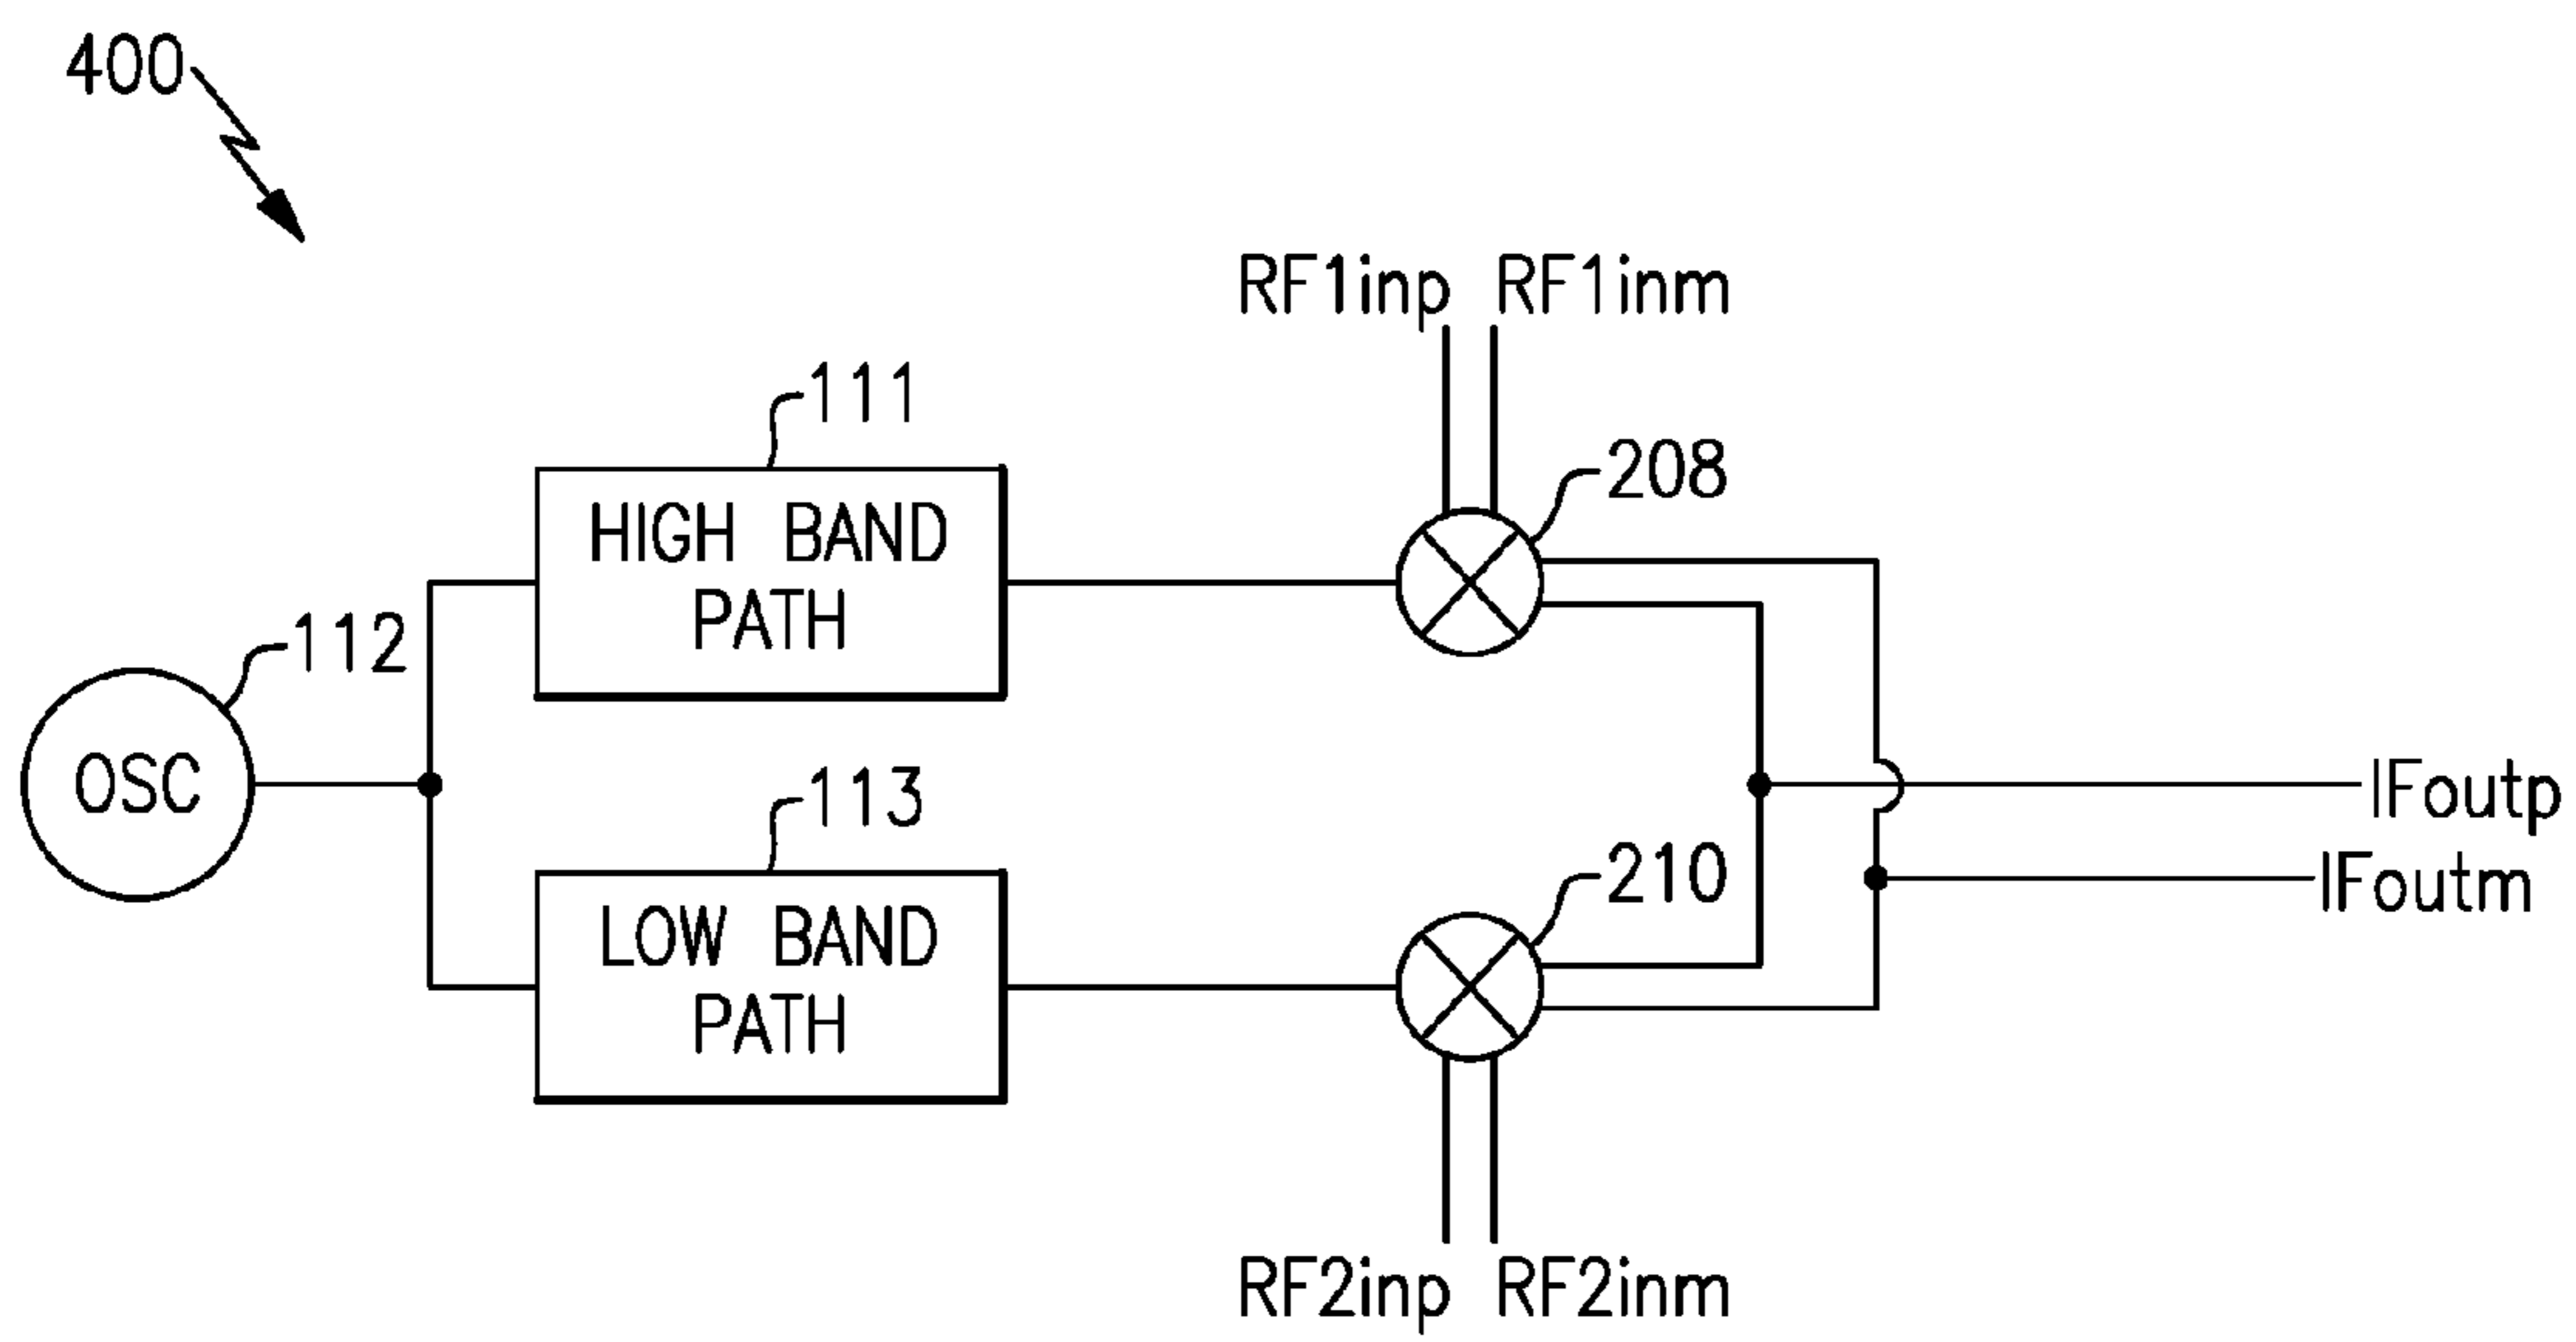 400
RF1inp RF1inm
111
208
HIGH BAND
PATH
112
OSC
113
IFoutp
210
IFoutm
LOW BAND
PATH
RF2inp RF2inm